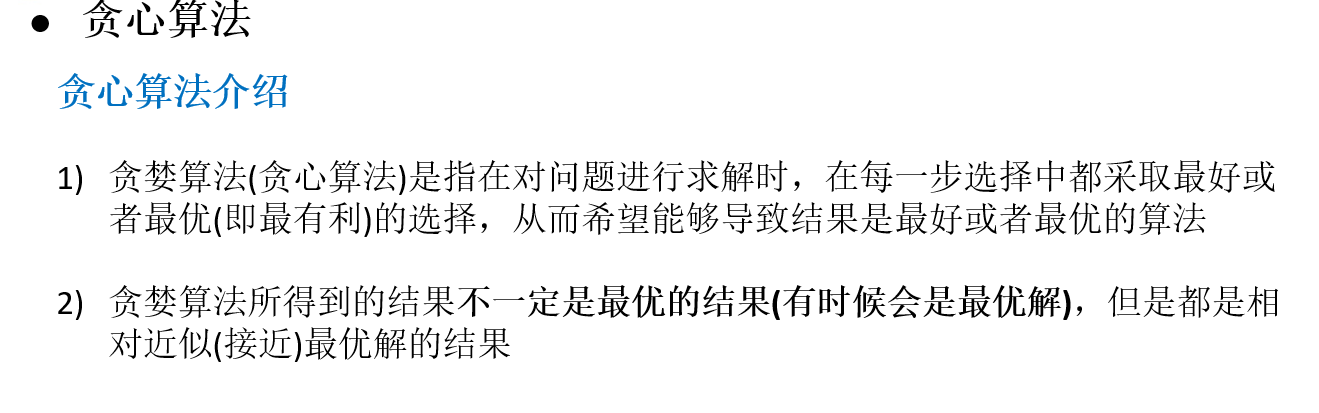 ● 贪心算法
贪心算法介绍
1) 贪婪算法(贪心算法)是指在对问题进行求解时，在每一步选择中都采取最好或
者最优(即最有利)的选择，从而希望能够导致结果是最好或者最优的算法
2) 贪婪算法所得到的结果不一定是最优的结果(有时候会是最优解)，但是都是相
对近似(接近)最优解的结果